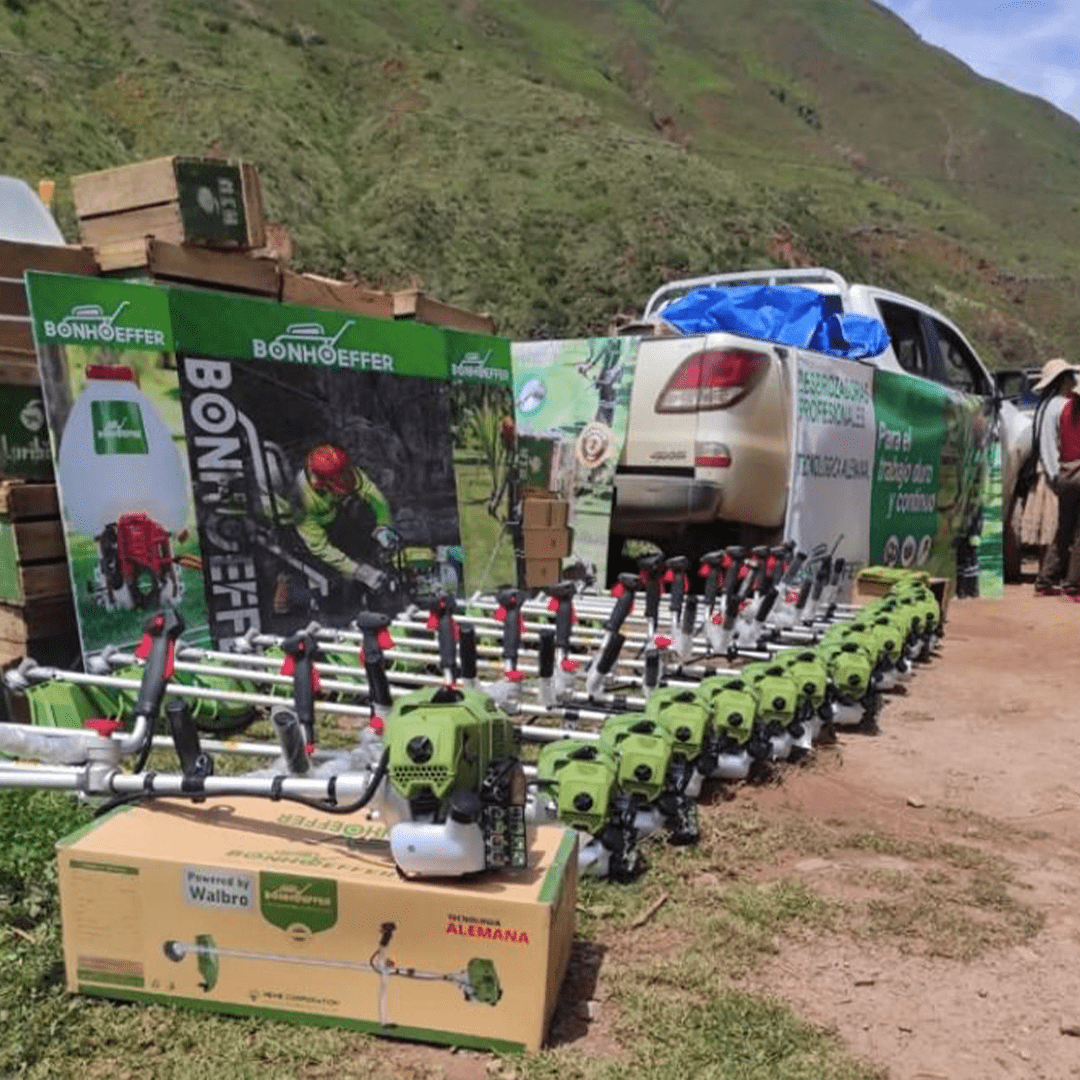 BONHOEFFER
BONHOEFFER
BONHOEFFER
BONHOEFF
DESBROZADORAS
PROFESIONALES
TECNOLOGÍA ALEMANA
Para el
trabajo duro
y continuo
Powered by
Walbro
BONHOEFFER
TECNOLOGÍA
ALEMANA
BONHOEFFER